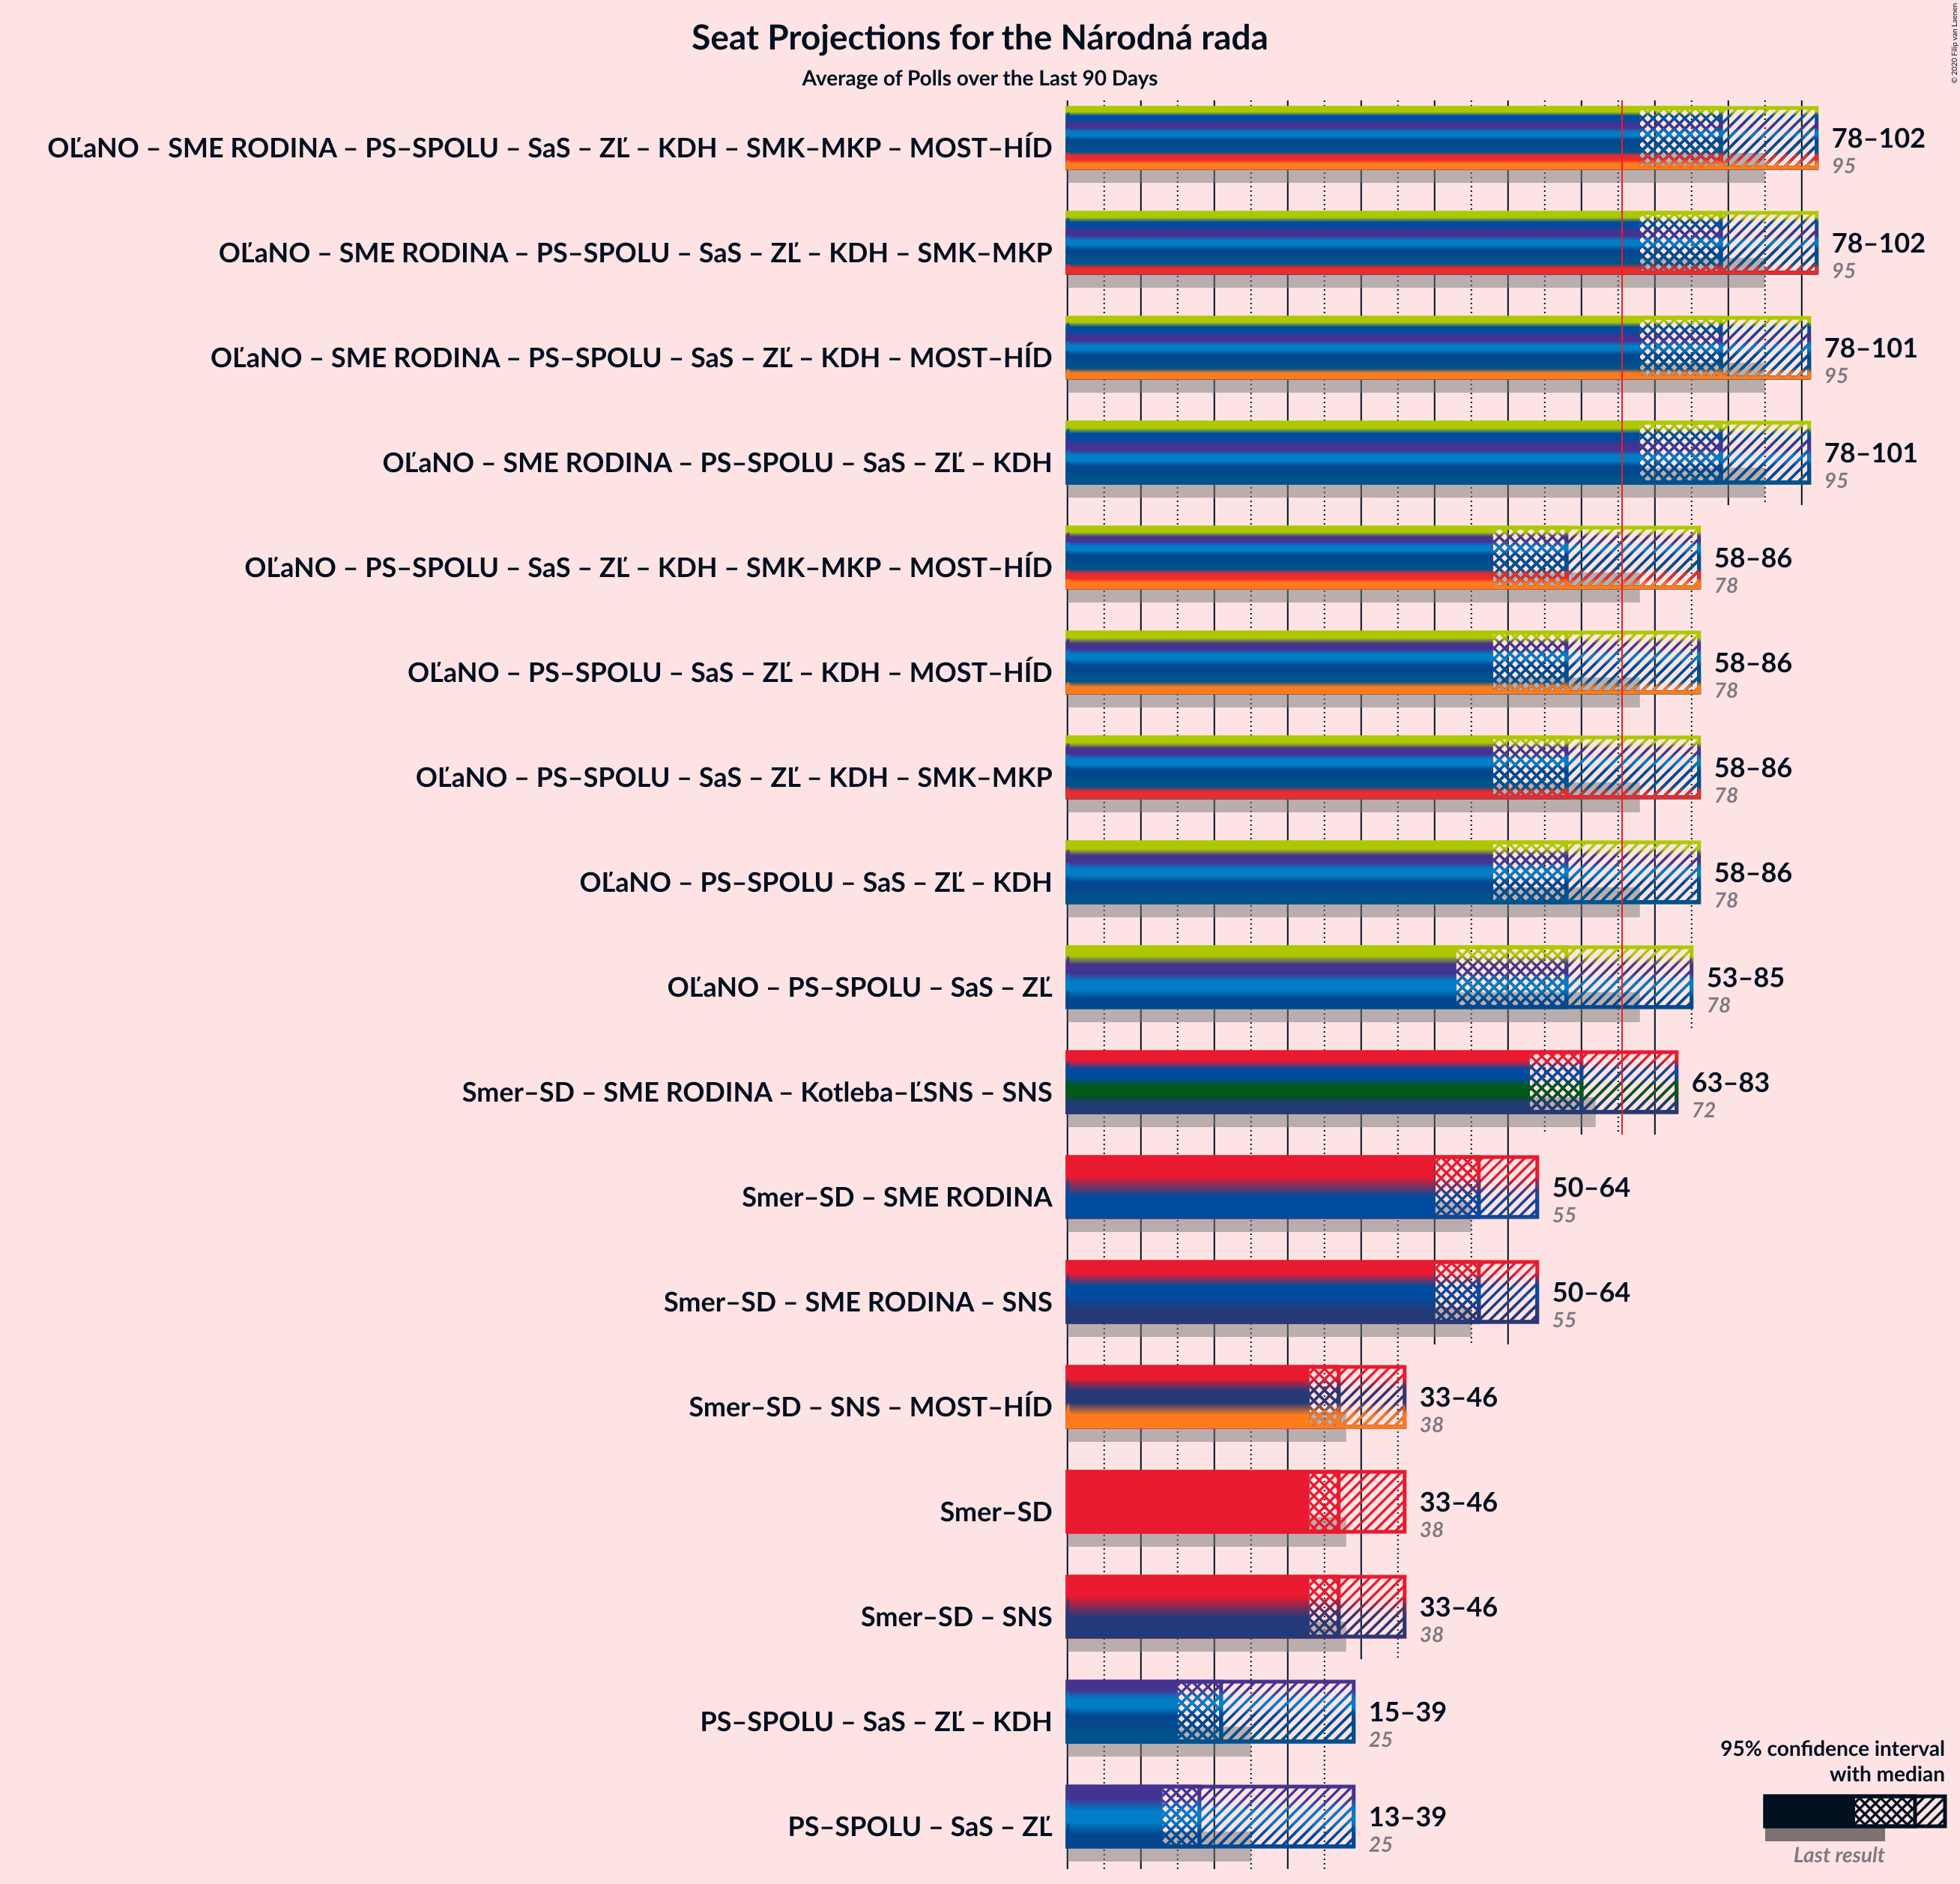 Seat Projections for the Národná rada
Average of Polls over the Last 90 Days
© 2020 Filip van Laenen
OĽaNO – SME RODINA – PS–SPOLU – SaS – ZĽ – KDH – SMK–MKP – MOST–HÍD
78–102
95
OĽaNO – SME RODINA – PS–SPOLU – SaS – ZĽ – KDH – SMK–MKP
78–102
95
OĽaNO – SME RODINA – PS–SPOLU – SaS – ZĽ – KDH – MOST–HÍD
78–101
95
OĽaNO – SME RODINA – PS–SPOLU – SaS – ZĽ – KDH
78–101
95
OĽaNO – PS–SPOLU – SaS – ZĽ – KDH – SMK–MKP – MOST–HÍD
58–86
78
OĽaNO – PS–SPOLU – SaS – ZĽ – KDH – MOST–HÍD
58–86
78
OĽaNO – PS–SPOLU – SaS – ZĽ – KDH – SMK–MKP
58–86
78
OĽaNO – PS–SPOLU – SaS – ZĽ – KDH
58–86
78
OĽaNO – PS–SPOLU – SaS – ZĽ
53–85
78
Smer–SD – SME RODINA – Kotleba–ĽSNS – SNS
63–83
72
Smer–SD – SME RODINA
50–64
55
Smer–SD – SME RODINA – SNS
50–64
55
Smer–SD – SNS – MOST–HÍD
33–46
38
Smer–SD
33–46
38
Smer–SD – SNS
33–46
38
PS–SPOLU – SaS – ZĽ – KDH
15–39
25
PS–SPOLU – SaS – ZĽ
13–39
25
95% confidence interval
with median
Last result